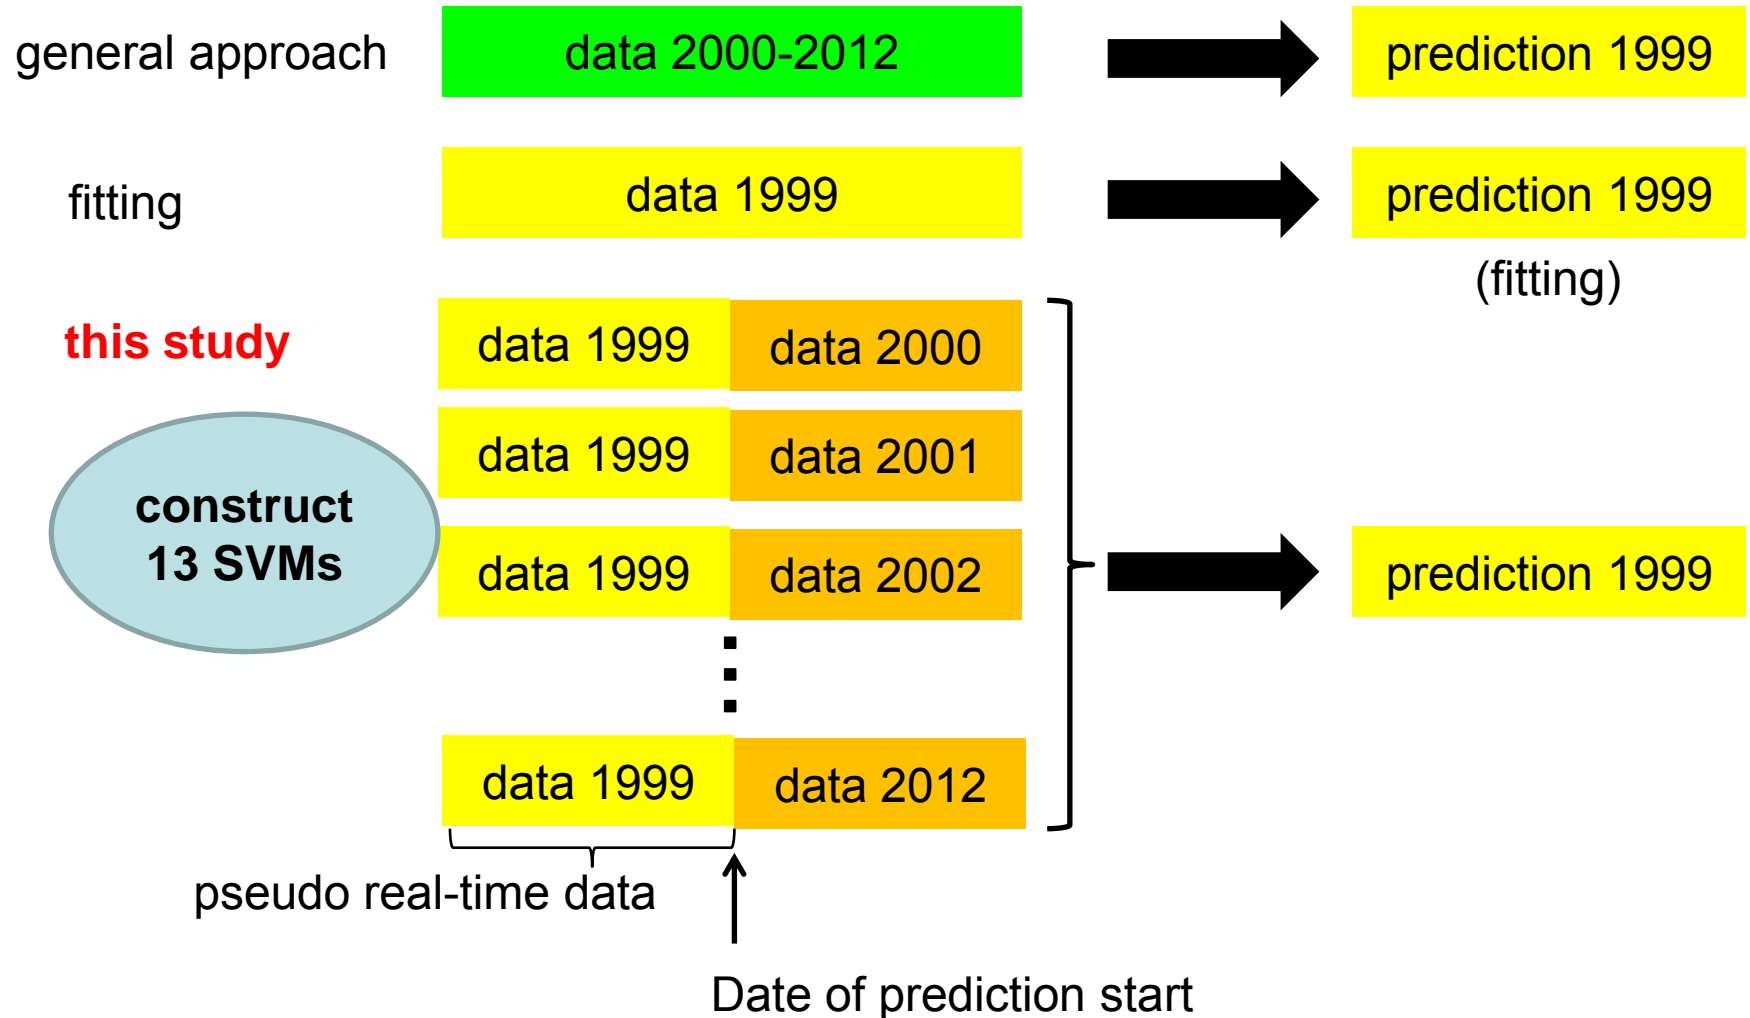 general approach
data 2000-2012
prediction 1999
fitting
data 1999
prediction 1999
(fitting)
this study
data 1999
data 2000
data 1999
data 2001
construct
13 SVMs
data 1999
data 2002
prediction 1999
data 1999
data 2012
pseudo real-time data
Date of prediction start